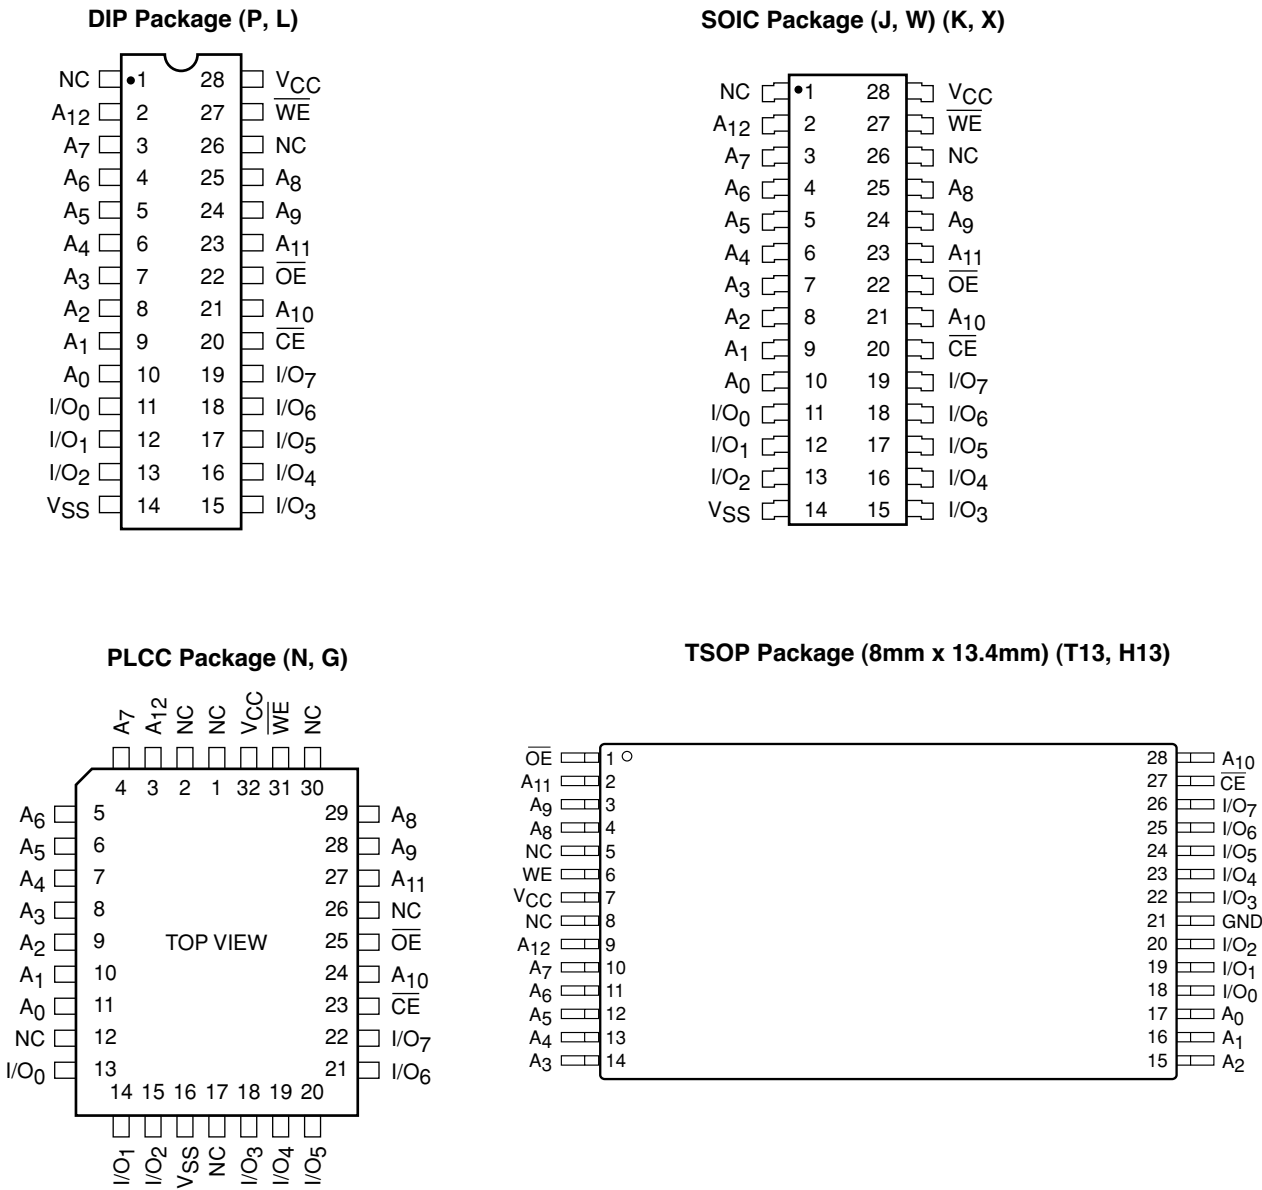 DIP Package (P, L)
NC 1 28 VCC
A12 2 27 WE
A7 3 26 NC
A6 4 25 A8
A5 5 24 A9
A4 6 23 A11
A3 7 22 OE
A2 8 21 A10
A1 9 20 CE
A0 10 19 I/O7
I/O0 11 18 I/O6
I/O1 12 17 I/O5
I/O2 13 16 I/O4
VSS 14 15 I/O3
SOIC Package (J, W) (K, X)
NC 1 28 VCC
A12 2 27 WE
A7 3 26 NC
A6 4 25 A8
A5 5 24 A9
A4 6 23 A11
A3 7 22 OE
A2 8 21 A10
A1 9 20 CE
A0 10 19 I/O7
I/O0 11 18 I/O6
I/O1 12 17 I/O5
I/O2 13 16 I/O4
VSS 14 15 I/O3
PLCC Package (N, G)
A7 A12 NC NC VCC WE NC
4 3 2 1 32 31 30
A6 5 29 A8
A5 6 28 A9
A4 7 27 A11
A3 8 26 NC
A2 9 TOP VIEW 25 OE
A1 10 24 A10
A0 11 23 CE
NC 12 22 I/O7
I/O0 13 21 I/O6
14 15 16 17 18 19 20
I/O1 I/O2 VSS NC I/O3 I/O4 I/O5
TSOP Package (8mm x 13.4mm) (T13, H13)
OE 1 28 A10
A11 2 27 CE
A9 3 26 I/O7
A8 4 25 I/O6
NC 5 24 I/O5
WE 6 23 I/O4
VCC 7 22 I/O3
NC 8 21 GND
A12 9 20 I/O2
A7 10 19 I/O1
A6 11 18 I/O0
A5 12 17 A0
A4 13 16 A1
A3 14 15 A2